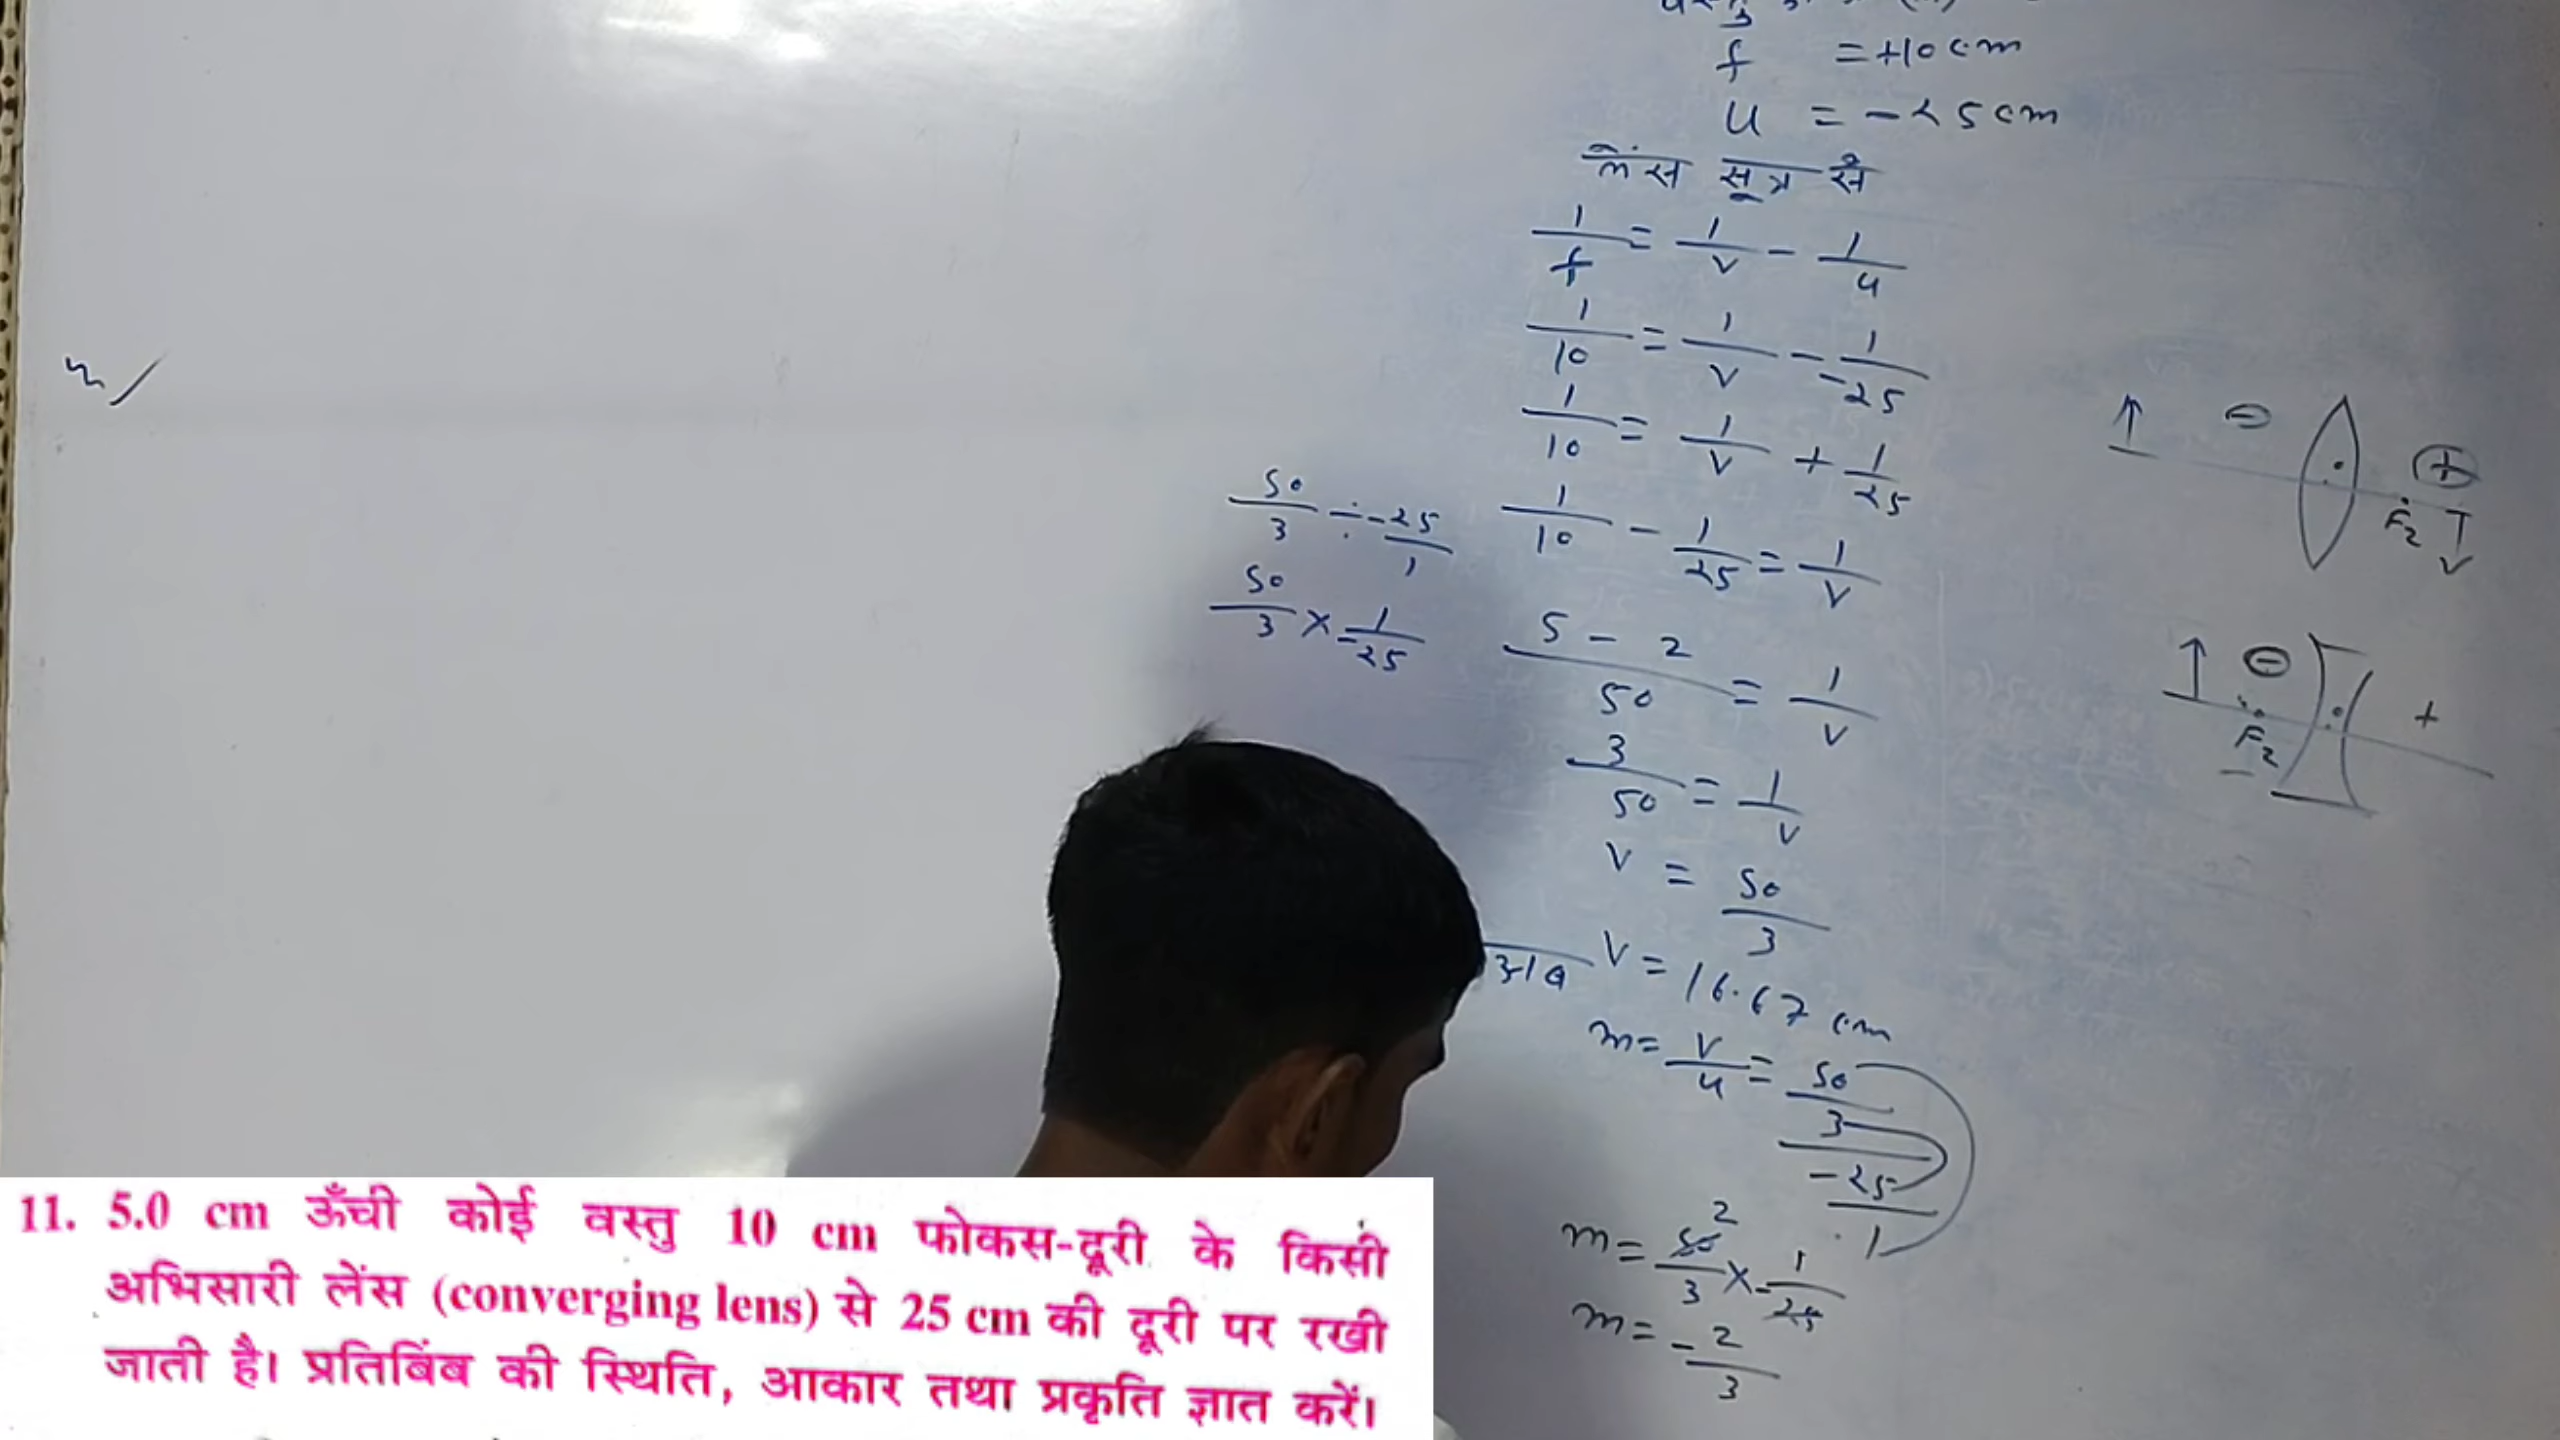 f = +10 cm
u = -25 cm
लेंस सूत्र से
1/f = 1/v - 1/u
1/10 = 1/v - 1/-25
1/10 = 1/v + 1/25
1/10 - 1/25 = 1/v
5 - 2/50 = 1/v
3/50 = 1/v
v = 50/3
अब v = 16.67 cm
m = v/u = 50/3/-25/1
m = 50/3 × 1/-25
2
m = -2/3
50/3 ÷ -25/1
50/3 × 1/-25
↑ ⊖ ⊕
F2
↑ ⊖ +
F2
11. 5.0 cm ऊँची कोई वस्तु 10 cm फोकस-दूरी के किसी
अभिसारी लेंस (converging lens) से 25 cm की दूरी पर रखी
जाती है। प्रतिबिंब की स्थिति, आकार तथा प्रकृति ज्ञात करें।